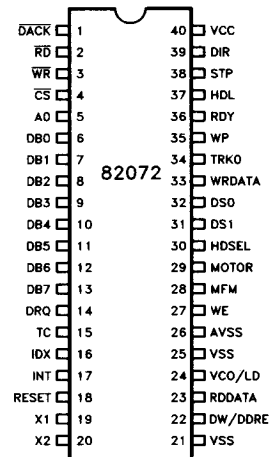 D̅A̅C̅K̅ 1 40 VCC
R̅D̅ 2 39 DIR
W̅R̅ 3 38 STP
C̅S̅ 4 37 HDL
A0 5 36 RDY
DB0 6 35 WP
DB1 7 34 TRK0
DB2 8 82072 33 WRDATA
DB3 9 32 DS0
DB4 10 31 DS1
DB5 11 30 HDSEL
DB6 12 29 MOTOR
DB7 13 28 MFM
DRQ 14 27 WE
TC 15 26 AVSS
IDX 16 25 VSS
INT 17 24 VCO/LD
RESET 18 23 RDDATA
X1 19 22 DW/DDRE
X2 20 21 VSS